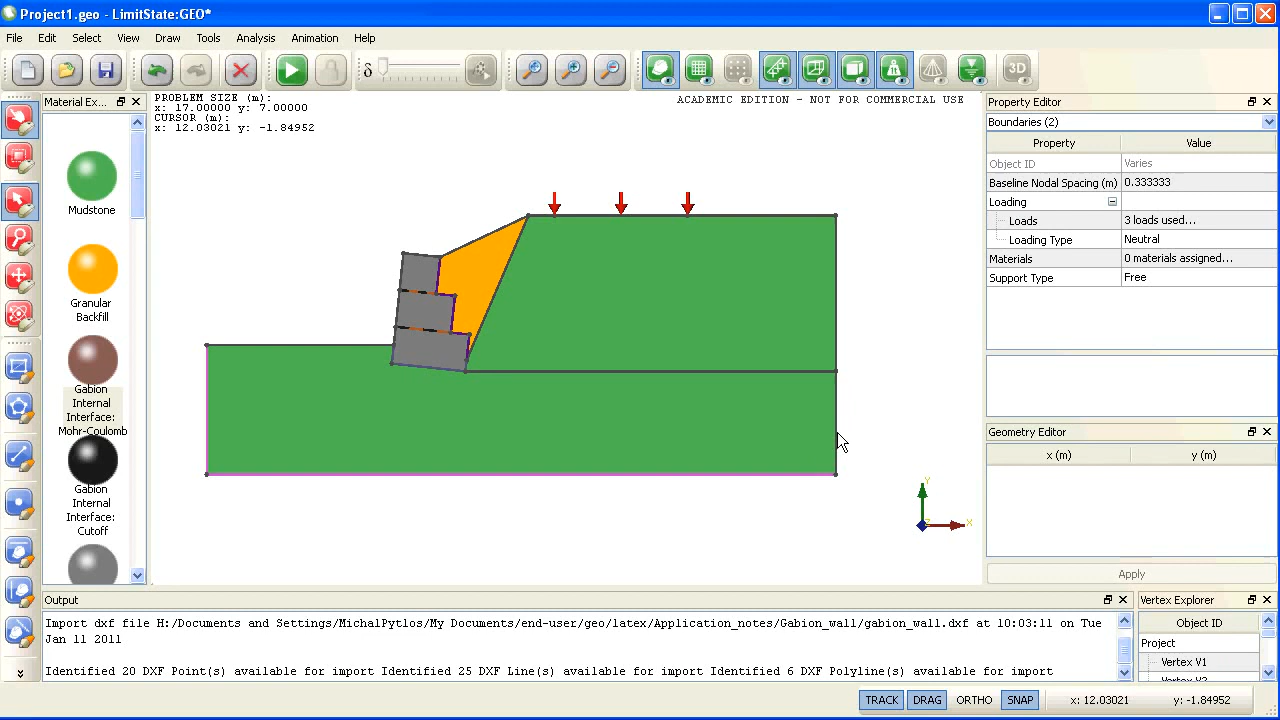 Project1.geo - LimitState:GEO*
File Edit Select View Draw Tools Analysis Animation Help
δ
3D
Material Ex...
Mudstone
Granular
Backfill
Gabion
Internal
Interface:
Mohr-Coulomb
Gabion
Internal
Interface:
Cutoff
PROBLEM SIZE (m):
x: 17.00000 y: 7.00000
CURSOR (m):
x: 12.03021 y: -1.84952
ACADEMIC EDITION - NOT FOR COMMERCIAL USE
Y
X
Z
Property Editor
Boundaries (2)
Property Value
Object ID Varies
Baseline Nodal Spacing (m) 0.333333
Loading
Loads 3 loads used...
Loading Type Neutral
Materials 0 materials assigned...
Support Type Free
Geometry Editor
x (m) y (m)
Apply
Output
Import dxf file H:/Documents and Settings/MichalPytlos/My Documents/end-user/geo/latex/Application_notes/Gabion_wall/gabion_wall.dxf at 10:03:11 on Tue
Jan 11 2011
Identified 20 DXF Point(s) available for import Identified 25 DXF Line(s) available for import Identified 6 DXF Polyline(s) available for import
Vertex Explorer
Object ID
Project
Vertex V1
TRACK DRAG ORTHO SNAP x: 12.03021 y: -1.84952